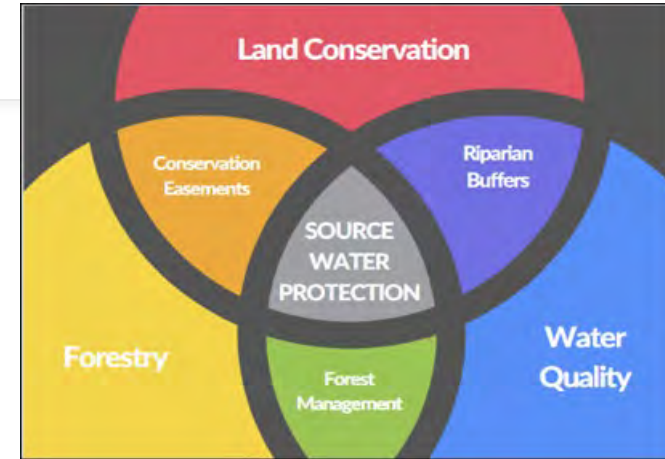 Land Conservation
Conservation
Easements
Riparian
Buffers
SOURCE
WATER
PROTECTION
Forestry
Water
Quality
Forest
Management